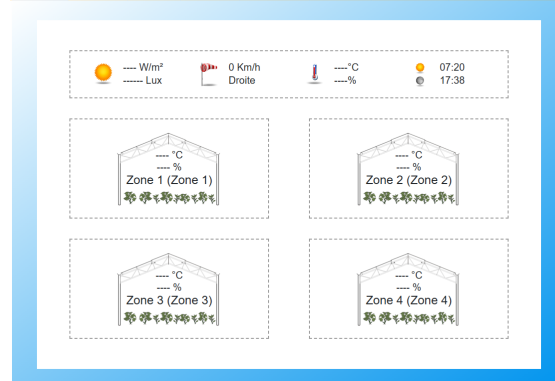 ---- W/m² 0 Km/h ----°C 07:20
------ Lux Droite ----% 17:38
---- °C
---- %
Zone 1 (Zone 1)
---- °C
---- %
Zone 2 (Zone 2)
---- °C
---- %
Zone 3 (Zone 3)
---- °C
---- %
Zone 4 (Zone 4)